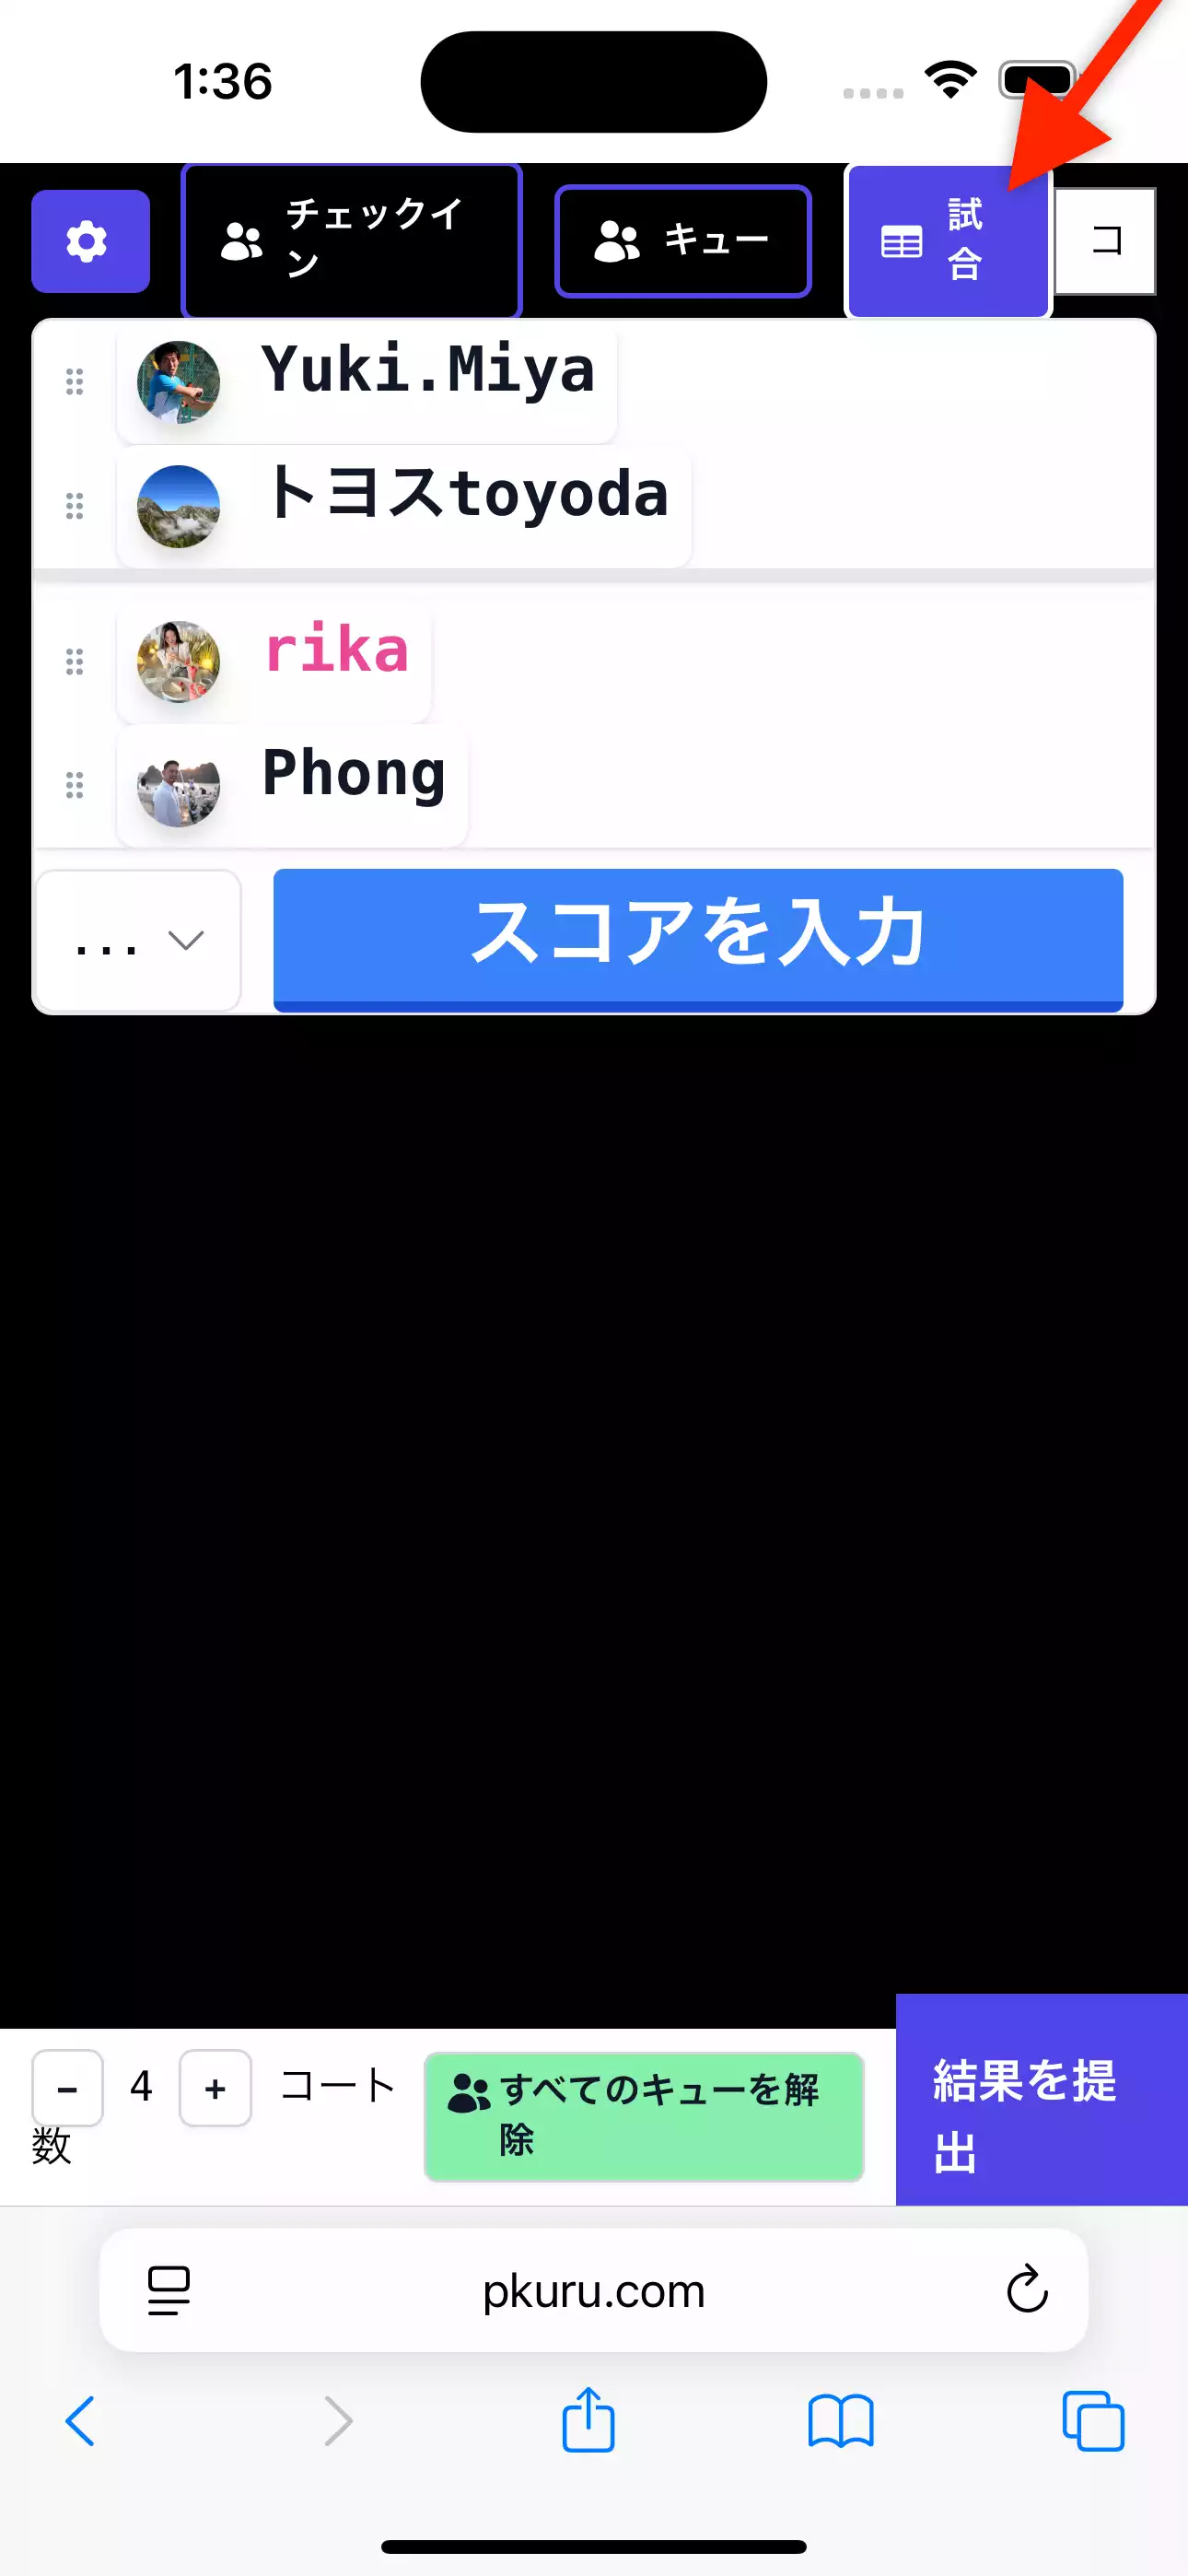 1:36
チェックイ
ン
キュー
試
合
コ
Yuki.Miya
トヨスtoyoda
rika
Phong
...
スコアを入力
- 4 + コート
数
すべてのキューを解
除
結果を提
出
pkuru.com